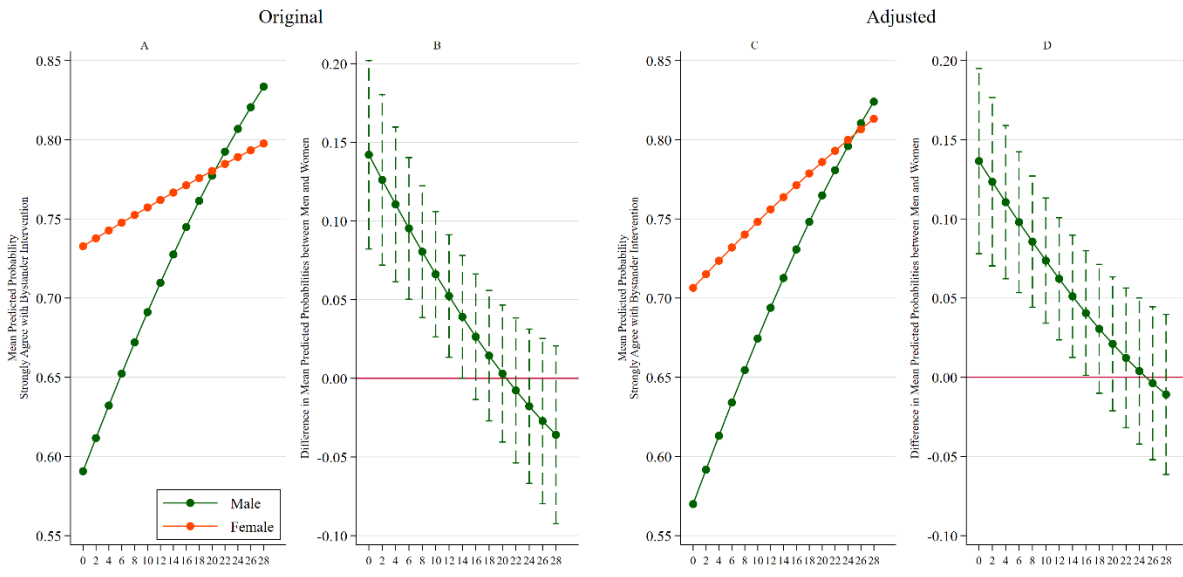 Original
Adjusted
A
B
C
D
Mean Predicted Probability
Strongly Agree with Bystander Intervention
0.85
0.80
0.75
0.70
0.65
0.60
0.55
0 2 4 6 8 10 12 14 16 18 20 22 24 26 28
Male
Female
Difference in Mean Predicted Probabilities between Men and Women
0.20
0.15
0.10
0.05
0.00
-0.05
-0.10
0 2 4 6 8 10 12 14 16 18 20 22 24 26 28
Mean Predicted Probability
Strongly Agree with Bystander Intervention
0.85
0.80
0.75
0.70
0.65
0.60
0.55
0 2 4 6 8 10 12 14 16 18 20 22 24 26 28
Difference in Mean Predicted Probabilities between Men and Women
0.20
0.15
0.10
0.05
0.00
-0.05
-0.10
0 2 4 6 8 10 12 14 16 18 20 22 24 26 28